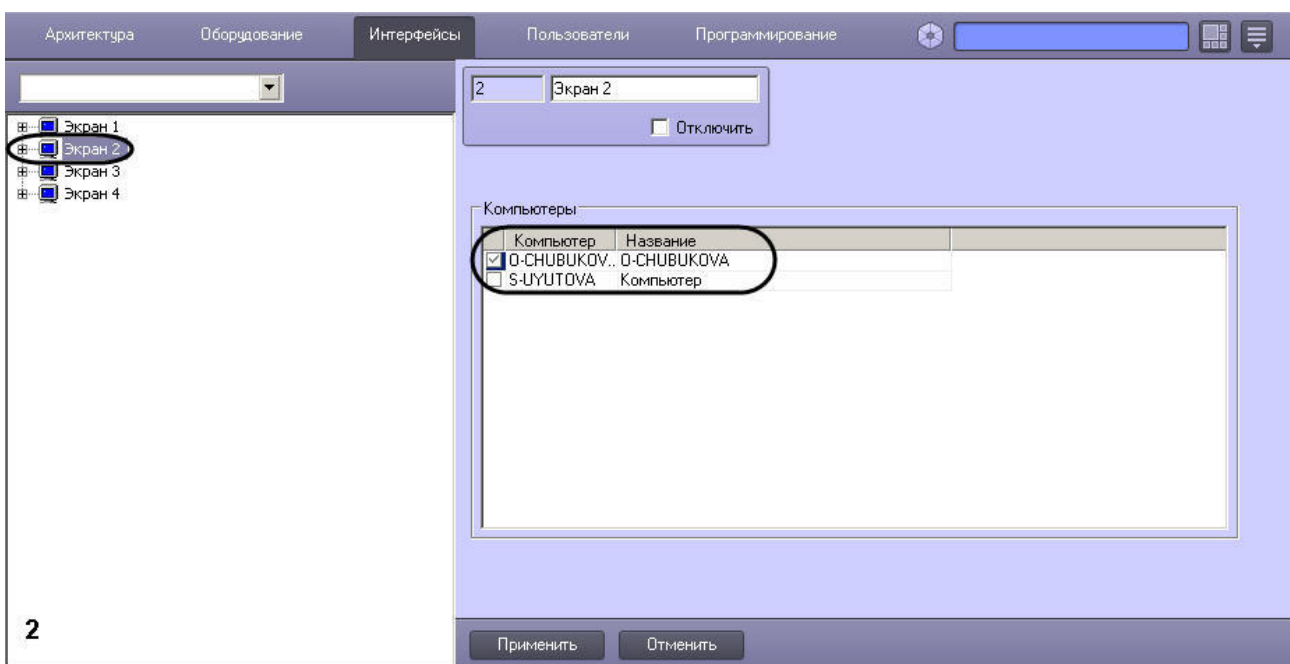 Архитектура Оборудование Интерфейсы Пользователи Программирование
2 Экран 2
Отключить
Экран 1
Экран 2
Экран 3
Экран 4
Компьютеры
Компьютер Название
O-CHUBUKOV.. O-CHUBUKOVA
S-UYUTOVA Компьютер
2
Применить Отменить